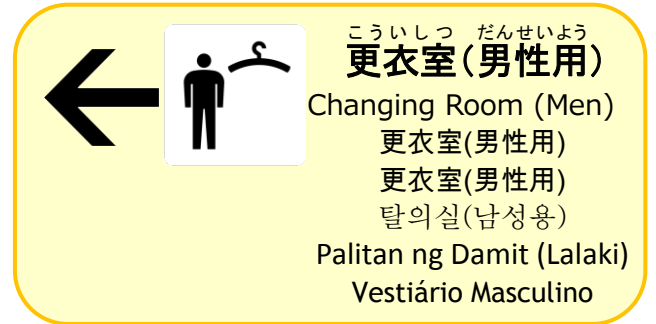 こういしつ だんせいよう
更衣室(男性用)
Changing Room (Men)
更衣室(男性用)
更衣室(男性用)
탈의실(남성용)
Palitan ng Damit (Lalaki)
Vestiário Masculino